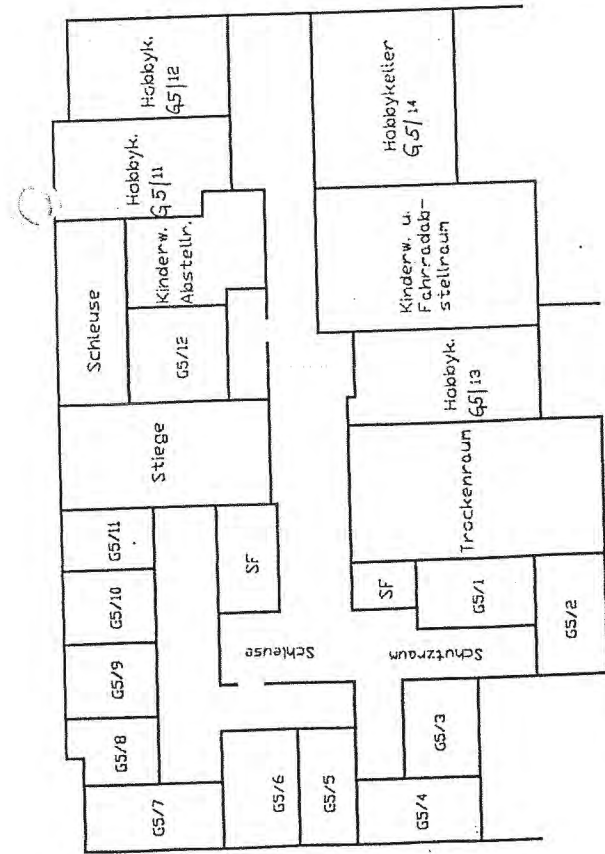 Hobbyk.
G5/12
Hobbyk.
G5/11
Kinderw.
Abstellr.
Schleuse
G5/12
Stiege
G5/11
G5/10
G5/9
G5/8
G5/7
SF
Schleuse
G5/6
G5/5
Hobbykeller
G5/14
Kinderw. u.
Fahrradab-
stellraum
Hobbyk.
G5/13
Trockenraum
SF
G5/1
G5/2
Schutzraum
G5/3
G5/4